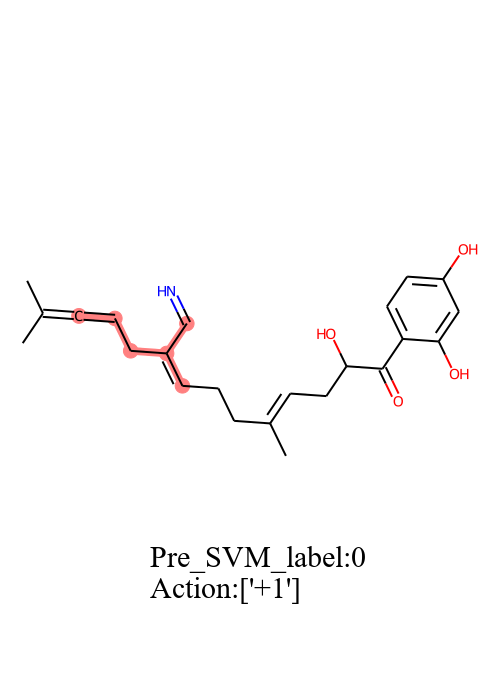 OH
HN
C
HO
OH
O
Pre_SVM_label:0
Action:['+1']